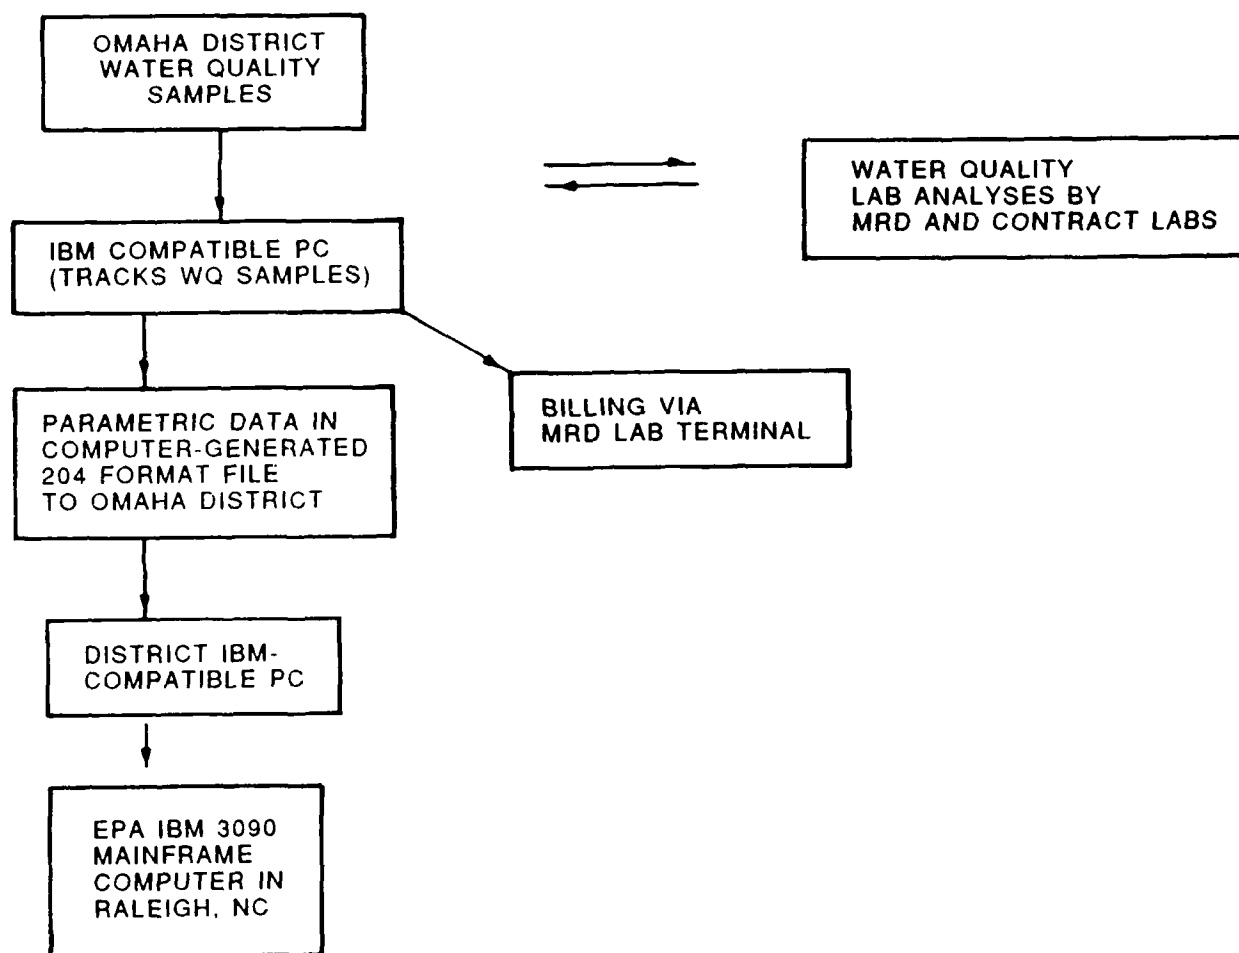 OMAHA DISTRICT
WATER QUALITY
SAMPLES
WATER QUALITY
LAB ANALYSES BY
MRD AND CONTRACT LABS
IBM COMPATIBLE PC
(TRACKS WQ SAMPLES)
BILLING VIA
MRD LAB TERMINAL
PARAMETRIC DATA IN
COMPUTER-GENERATED
204 FORMAT FILE
TO OMAHA DISTRICT
DISTRICT IBM-
COMPATIBLE PC
EPA IBM 3090
MAINFRAME
COMPUTER IN
RALEIGH, NC